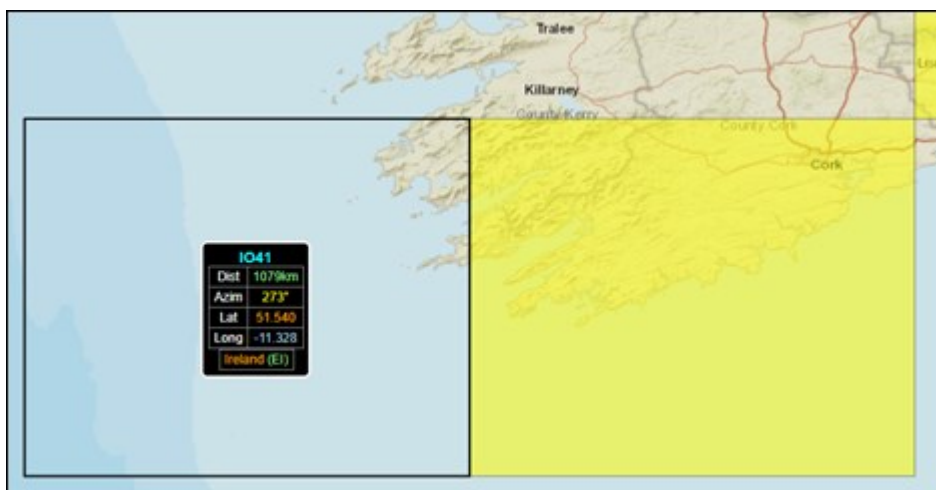 Tralee
Killarney
County Kerry
County Cork
Cork
IO41
Dist 1079km
Azim 273°
Lat 51.540
Long -11.328
Ireland (EI)